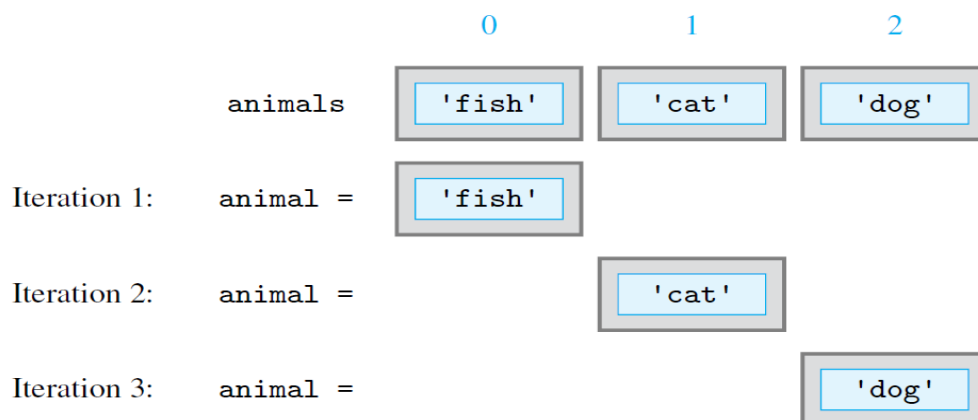 0 1 2
animals 'fish' 'cat' 'dog'
Iteration 1: animal = 'fish'
Iteration 2: animal = 'cat'
Iteration 3: animal = 'dog'